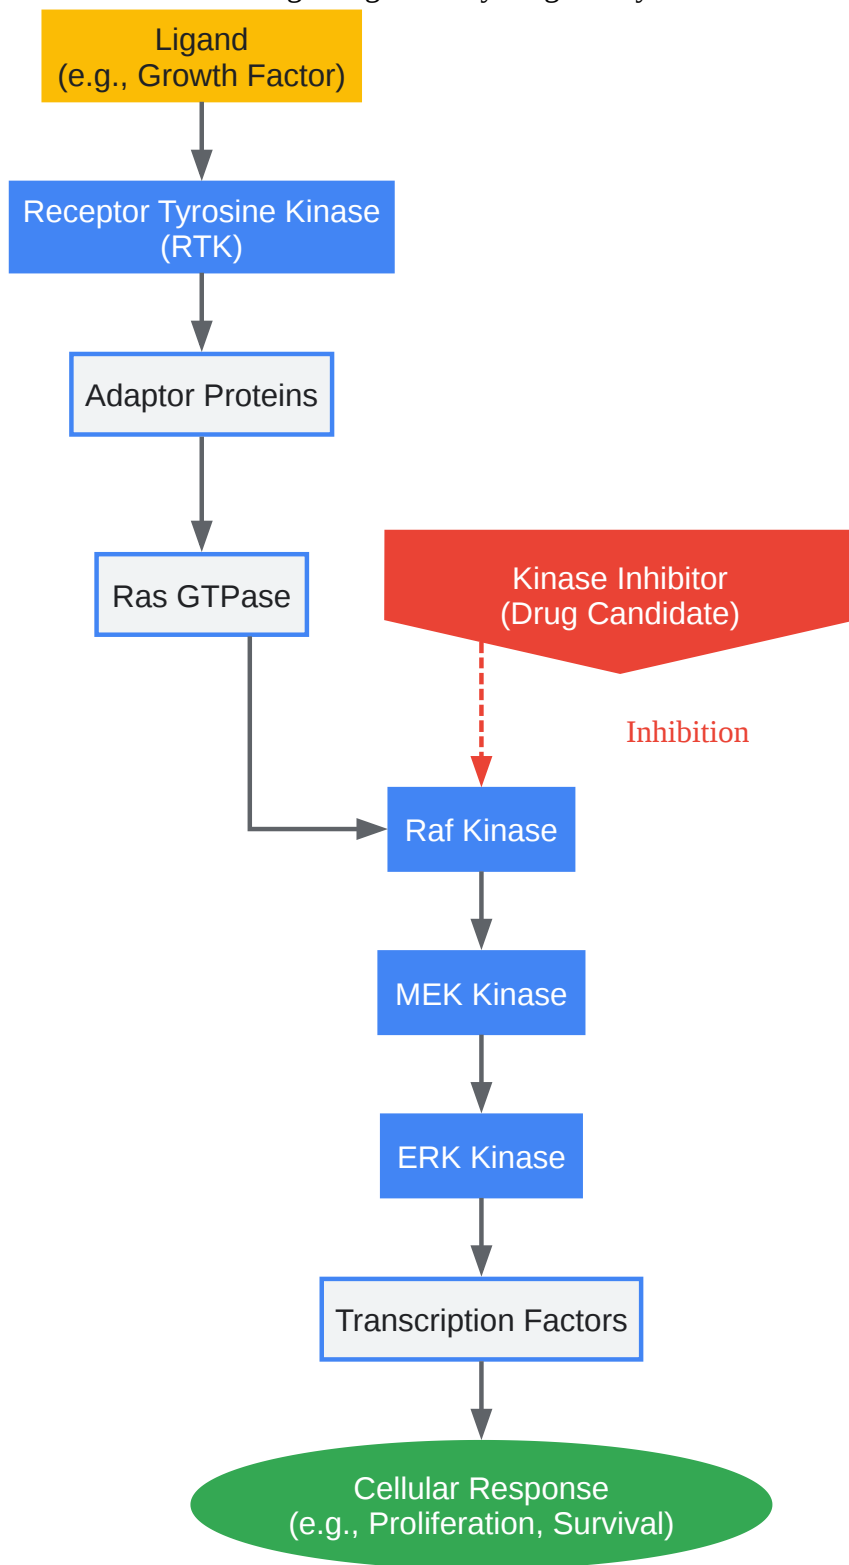 Ligand
(e.g., Growth Factor)
Receptor Tyrosine Kinase
(RTK)
Adaptor Proteins
Ras GTPase
Kinase Inhibitor
(Drug Candidate)
Inhibition
Raf Kinase
MEK Kinase
ERK Kinase
Transcription Factors
Cellular Response
(e.g., Proliferation, Survival)